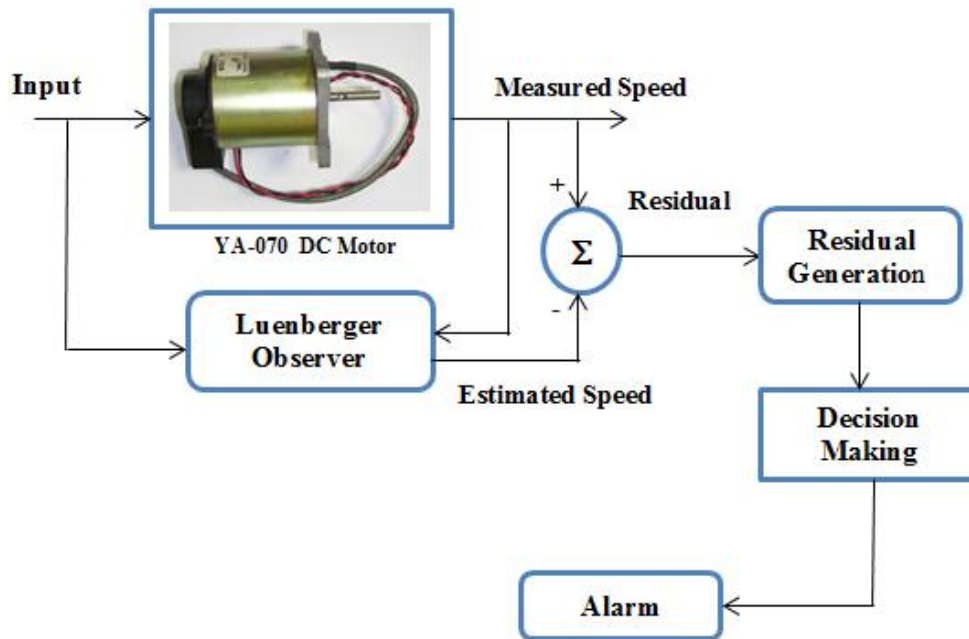 Input
Measured Speed
YA-070 DC Motor
+
Σ
-
Residual
Residual
Generation
Luenberger
Observer
Estimated Speed
Decision
Making
Alarm